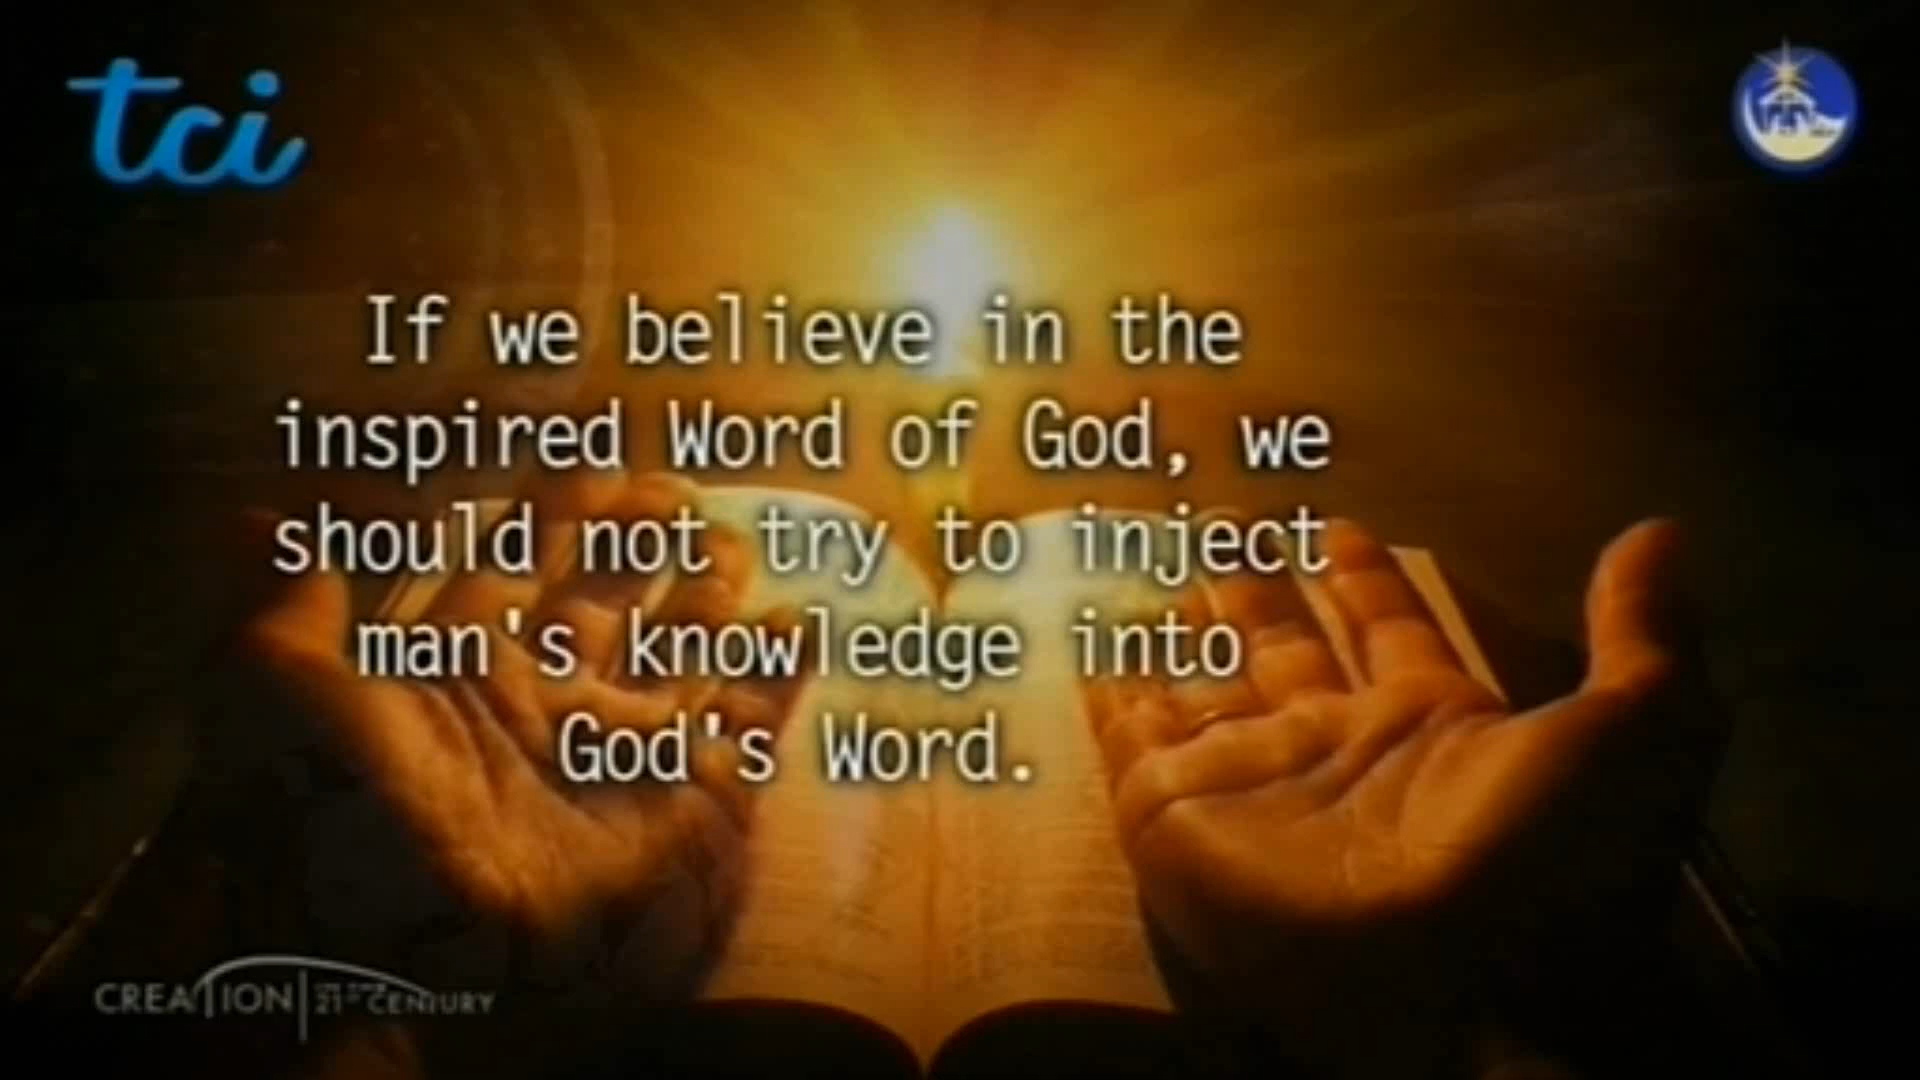 tci
If we believe in the
inspired Word of God, we
should not try to inject
man's knowledge into
God's Word.
CREATION
21ST CENTURY